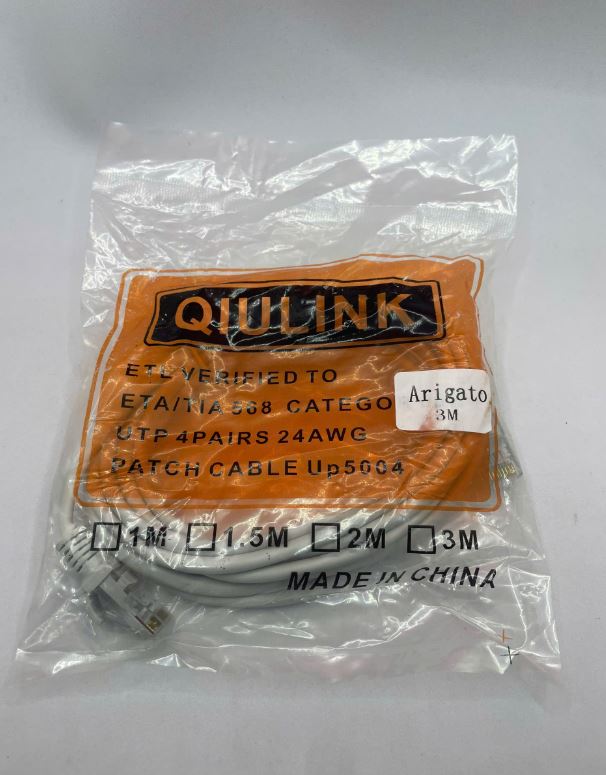 QIULINK
ETL VERIFIED TO
ETA/TIA 568 CATEGO
Arigato
3M
UTP 4PAIRS 24AWG
PATCH CABLE Up5004
1M 1.5M 2M 3M
MADE IN CHINA